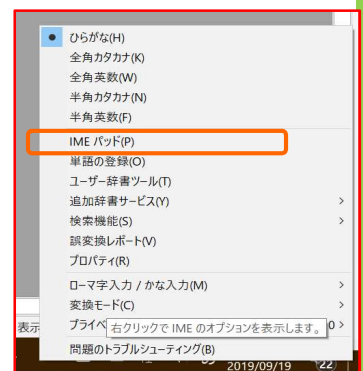 ひらがな(H)
全角カタカナ(K)
全角英数(W)
半角カタカナ(N)
半角英数(F)
IME パッド(P)
単語の登録(O)
ユーザー辞書ツール(T)
追加辞書サービス(Y)
検索機能(S)
誤変換レポート(V)
プロパティ(R)
ローマ字入力 / かな入力(M)
変換モード(C)
表示
プライベ
右クリックで IME のオプションを表示します。
問題のトラブルシューティング(B)
2019/09/19
22